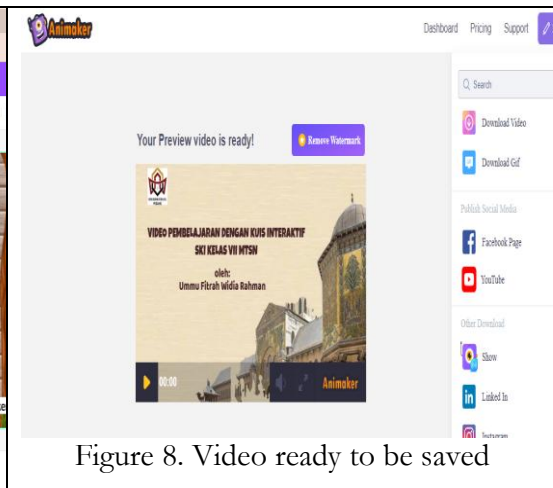 Animaker
Dashboard Pricing Support
Search
Download Video
Download Gif
Your Preview video is ready!
Remove Watermark
Publish Social Media
VIDEO PEMBELAJARAN DENGAN KUIS INTERAKTIF
SKI KELAS VII MTSN
oleh:
Ummu Fitrah Widia Rahman
Facebook Page
YouTube
Other Download
Show
00:00
Animaker
Linked In
Instagram
Figure 8. Video ready to be saved